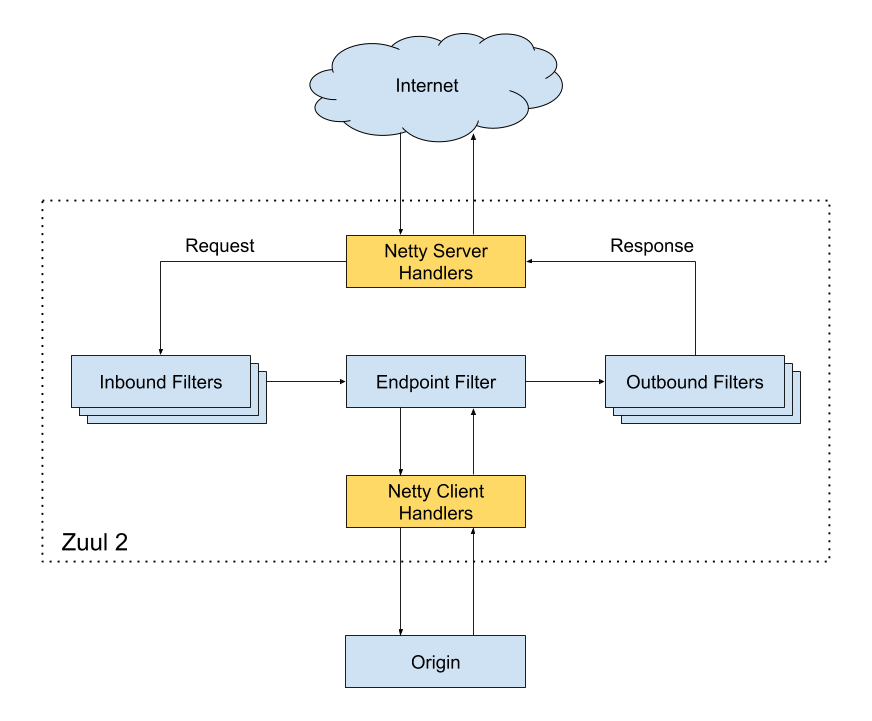 Internet
Request
Netty Server
Handlers
Response
Inbound Filters
Endpoint Filter
Outbound Filters
Netty Client
Handlers
Zuul 2
Origin